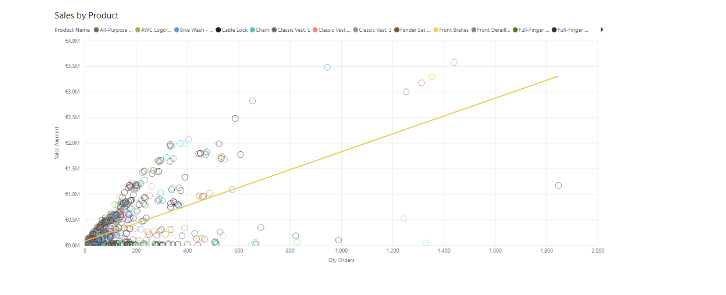 Sales by Product
Product Name All-Purpose ... AWC Logo ... Bike Wash - ... Cable Lock Chain Classic Vest, L Classic Vest... Classic Vest, S Fender Set ... Front Brakes Front Deraill... Full-Finger ... Full-Finger ...
€4.0M
€3.5M
€3.0M
€2.5M
€2.0M
€1.5M
€1.0M
€0.5M
€0.0M
Sales Amount
0 200 400 600 800 1.000 1.200 1.400 1.600 1.800 2.000
Qty Orders